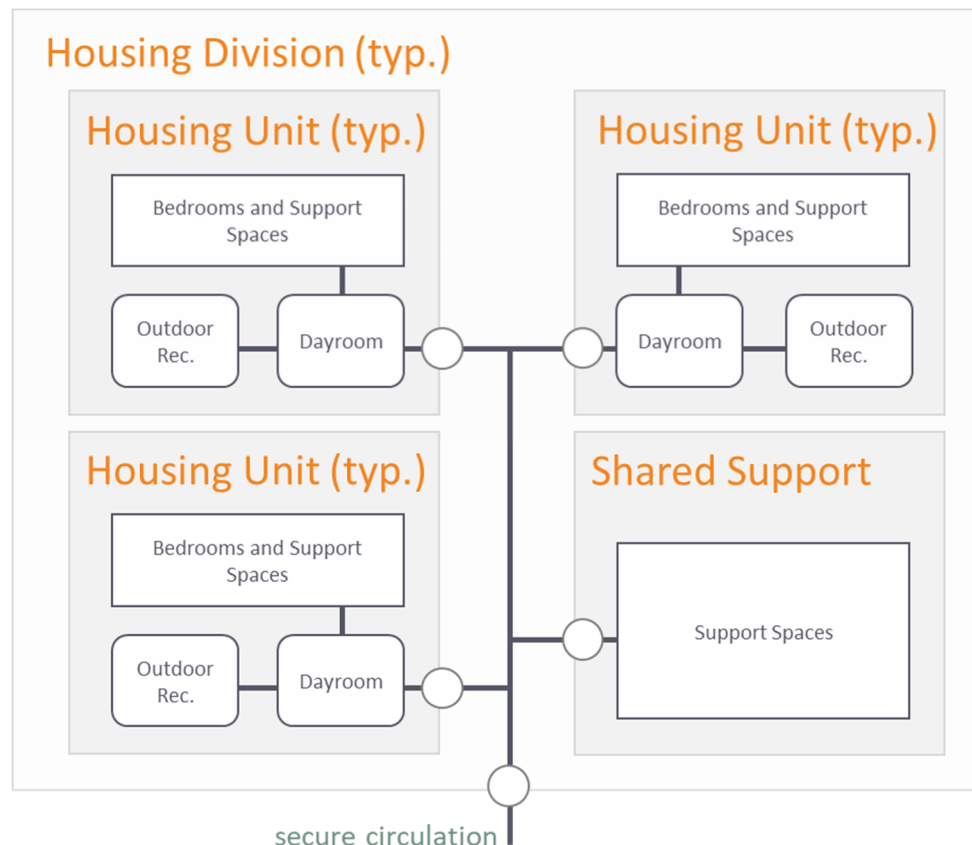 Housing Division (typ.)
Housing Unit (typ.)
Bedrooms and Support
Spaces
Outdoor
Rec.
Dayroom
Housing Unit (typ.)
Bedrooms and Support
Spaces
Dayroom
Outdoor
Rec.
Housing Unit (typ.)
Bedrooms and Support
Spaces
Outdoor
Rec.
Dayroom
Shared Support
Support Spaces
secure circulation